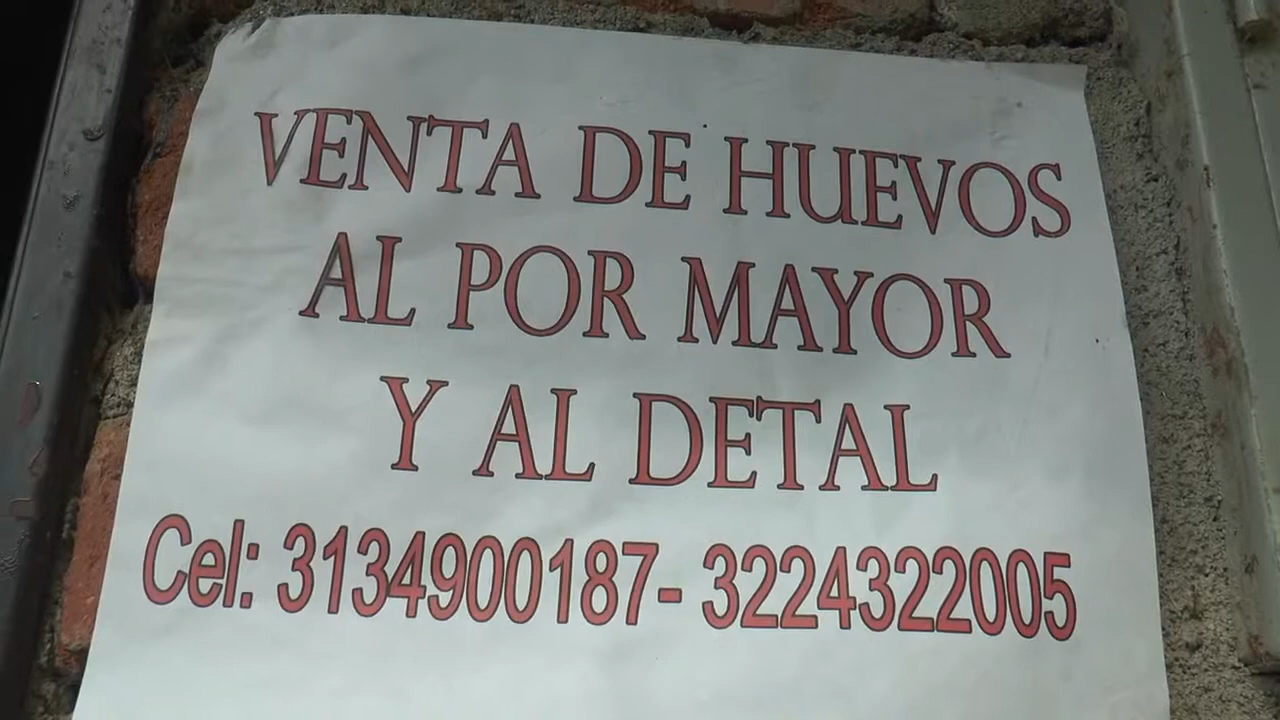 VENTA DE HUEVOS
AL POR MAYOR
Y AL DETAL
Cel: 3134900187- 3224322005